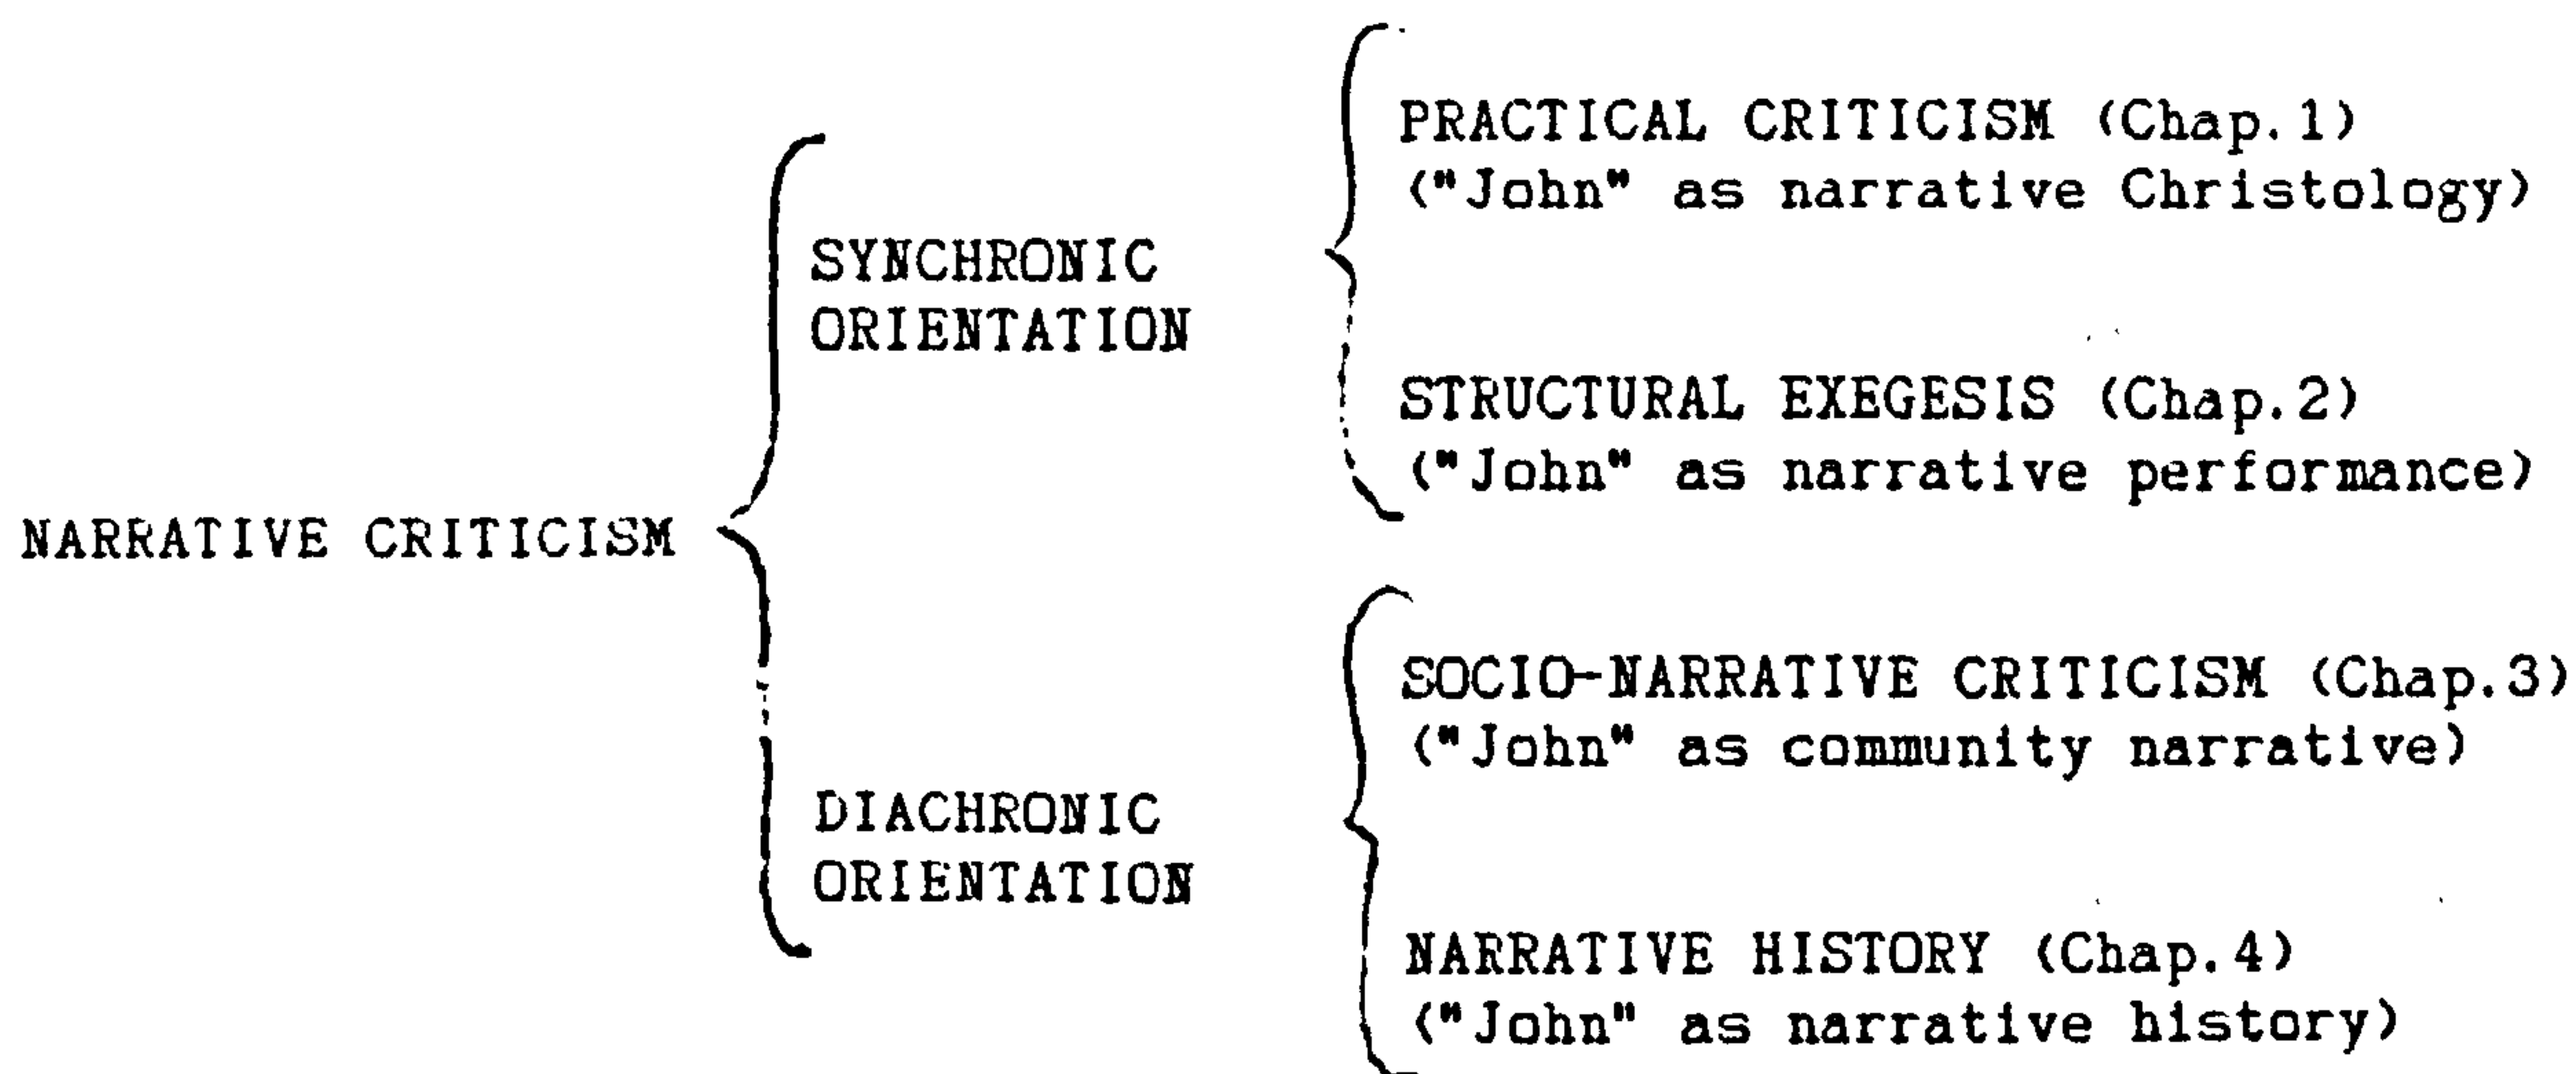 NARRATIVE CRITICISM
SYNCHRONIC
ORIENTATION
PRACTICAL CRITICISM (Chap.1)
("John" as narrative Christology)
STRUCTURAL EXEGESIS (Chap.2)
("John" as narrative performance)
DIACHRONIC
ORIENTATION
SOCIO-NARRATIVE CRITICISM (Chap.3)
("John" as community narrative)
NARRATIVE HISTORY (Chap.4)
("John" as narrative history)